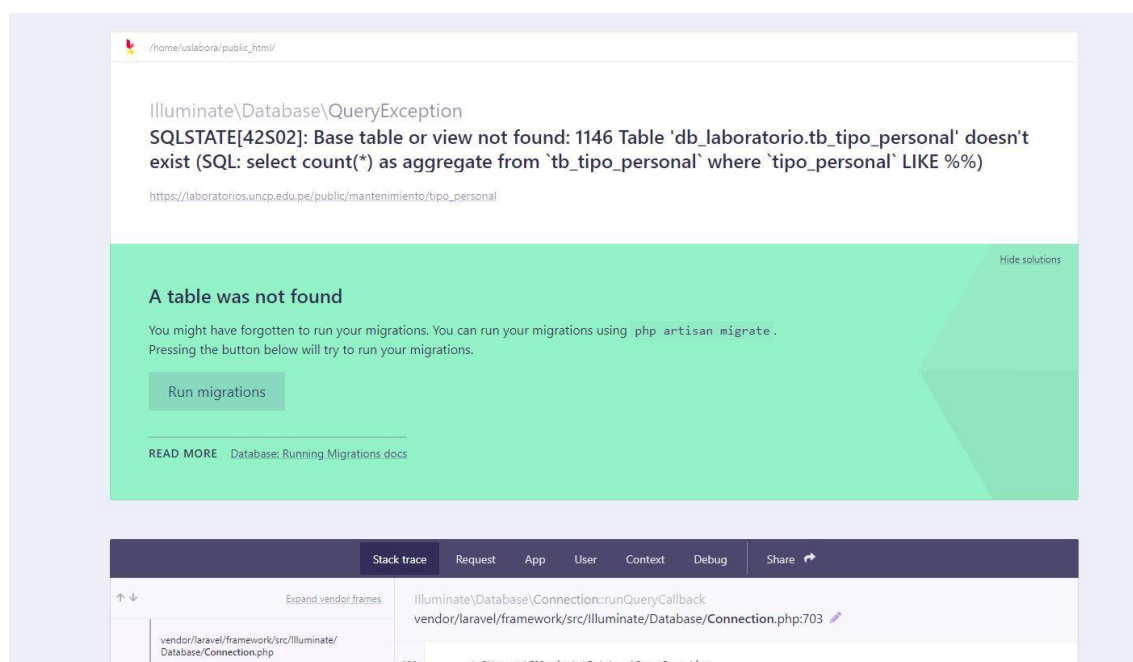 /home/uslabora/public_html/
Illuminate\Database\QueryException
SQLSTATE[42S02]: Base table or view not found: 1146 Table 'db_laboratorio.tb_tipo_personal' doesn't
exist (SQL: select count(*) as aggregate from `tb_tipo_personal` where `tipo_personal` LIKE %%)
https://laboratorios.uncp.edu.pe/public/mantenimiento/tipo_personal
Hide solutions
A table was not found
You might have forgotten to run your migrations. You can run your migrations using php artisan migrate.
Pressing the button below will try to run your migrations.
Run migrations
READ MORE Database: Running Migrations docs
Stack trace Request App User Context Debug Share
Expand vendor frames
Illuminate\Database\Connection::runQueryCallback
vendor/laravel/framework/src/Illuminate/Database/Connection.php:703
vendor/laravel/framework/src/Illuminate/
Database/Connection.php